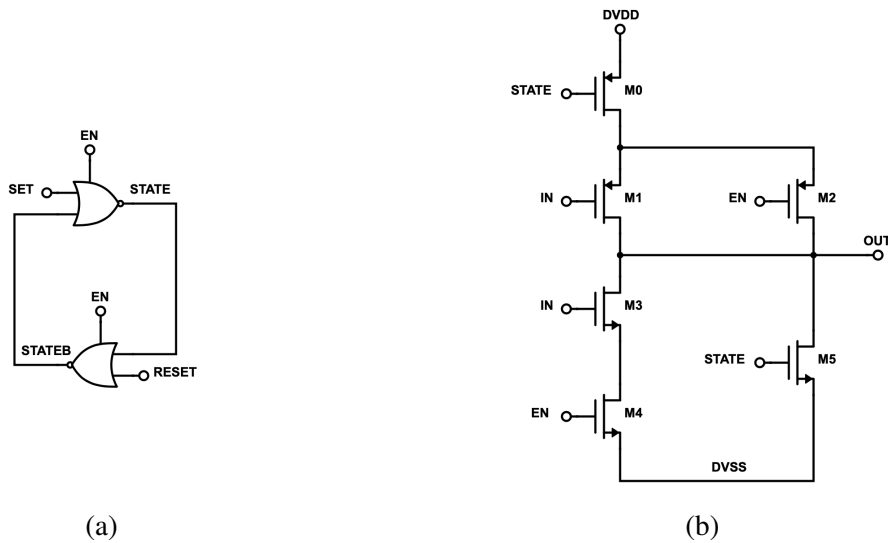 DVDD
STATE
M0
EN
SET
STATE
IN
M1
EN
M2
OUT
EN
STATEB
RESET
IN
M3
STATE
M5
EN
M4
DVSS
(a)
(b)